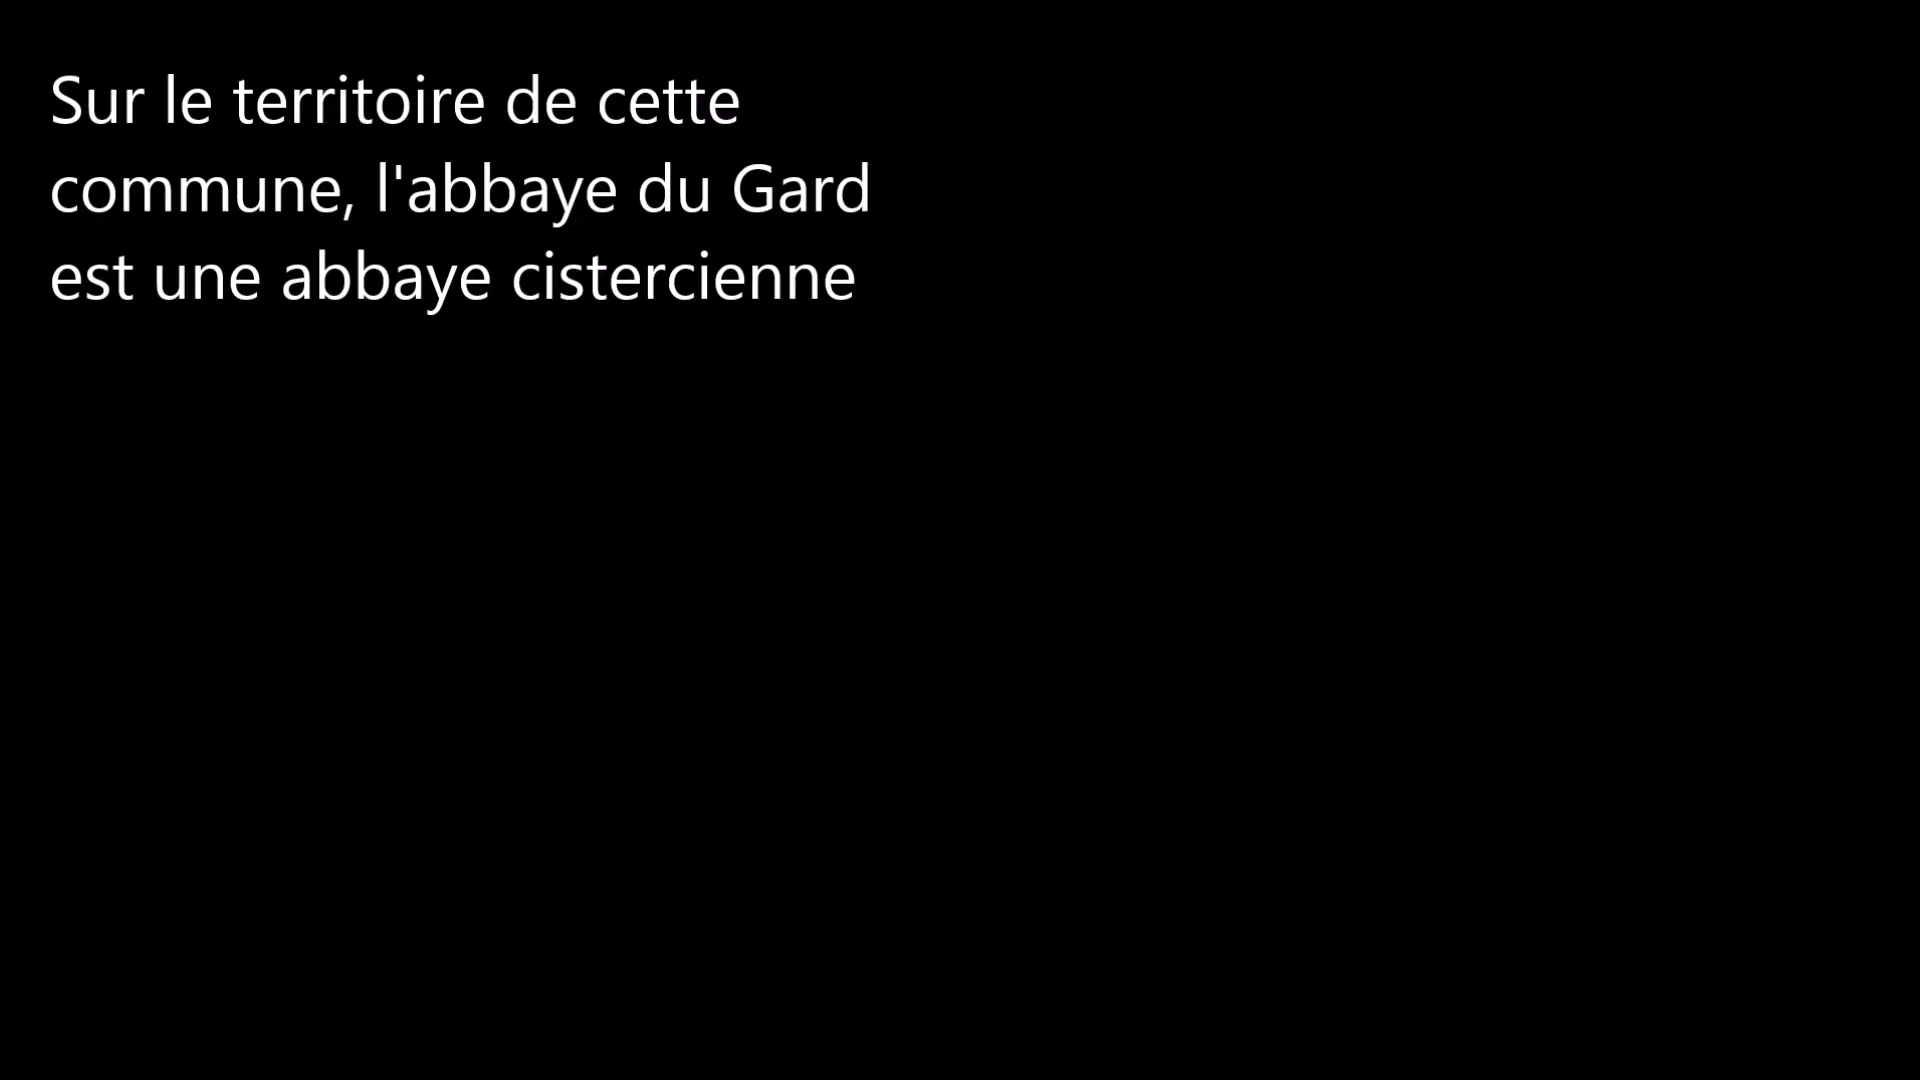 Sur le territoire de cette
commune, l'abbaye du Gard
est une abbaye cistercienne